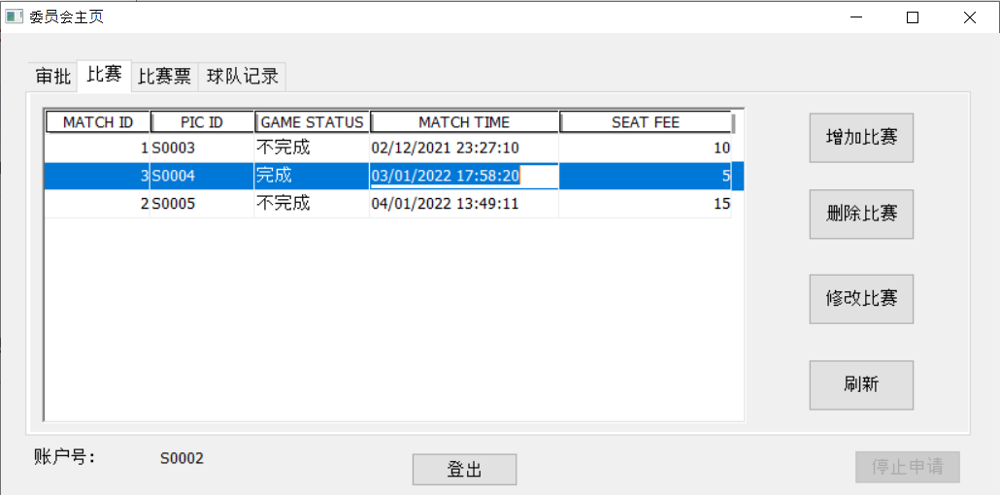 委员会主页
审批 比赛 比赛票 球队记录
MATCH ID PIC ID GAME STATUS MATCH TIME SEAT FEE
1 S0003 不完成 02/12/2021 23:27:10 10
3 S0004 完成 03/01/2022 17:58:20 5
2 S0005 不完成 04/01/2022 13:49:11 15
增加比赛
删除比赛
修改比赛
刷新
账户号: S0002 登出 停止申请